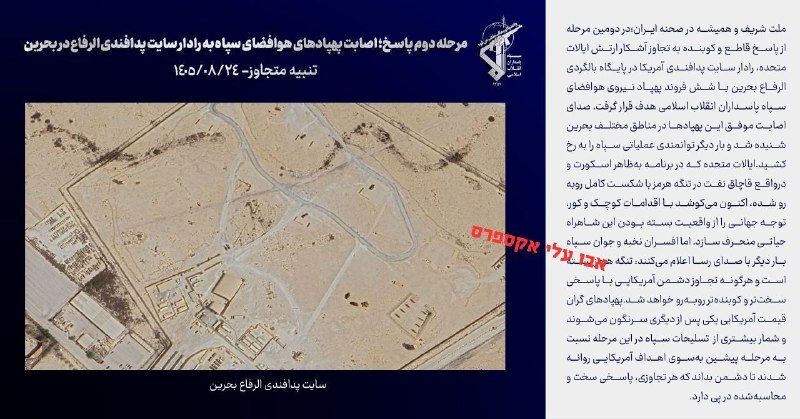 مرحله دوم پاسخ؛ اصابت پهپادهای هوافضای سپاه به رادار سایت پدافندی الرفاع در بحرین
تنبیه متجاوز- ۱۴۰۵/۰۸/۲۴
سپاه
پاسداران
انقلاب
اسلامی
سایت پدافندی الرفاع بحرین
ملت شریف و همیشه در صحنه ایران؛در دومین مرحله
از پاسخ قاطع و کوبنده به تجاوز آشکار ارتش ایالات
متحده، رادار سایت پدافندی آمریکا در پایگاه بالگردی
الرفاع بحرین با شش فروند پهپاد نیروی هوافضای
سپاه پاسداران انقلاب اسلامی هدف قرار گرفت. صدای
اصابت موفق این پهپادها در مناطق مختلف بحرین
شنیده شد و بار دیگر توانمندی عملیاتی سپاه را به رخ
کشید.ایالات متحده که در برنامه به‌ظاهر اسکورت و
درواقع قاچاق نفت در تنگه هرمز با شکست کامل روبه
رو شده، اکنون می‌کوشد با اقدامات کوچک و کور،
توجه جهانی را از واقعیت بسته بودن این شاهراه
حیاتی منحرف سازد. اما افسران نخبه و جوان سپاه
بار دیگر با صدای رسا اعلام می‌کنند، تنگه
است و هرگونه تجاوز دشمن آمریکایی با پاسخی
سخت‌تر و کوبنده‌تر روبه‌رو خواهد شد.پهپادهای گران
قیمت آمریکایی یکی پس از دیگری سرنگون می‌شوند
و شمار بیشتری از تسلیحات سپاه در این مرحله نسبت
به مرحله پیشین به‌سوی اهداف آمریکایی روانه
شدند تا دشمن بداند که هر تجاوزی، پاسخی سخت و
محاسبه‌شده در پی دارد.
אבו עלי אקספרס